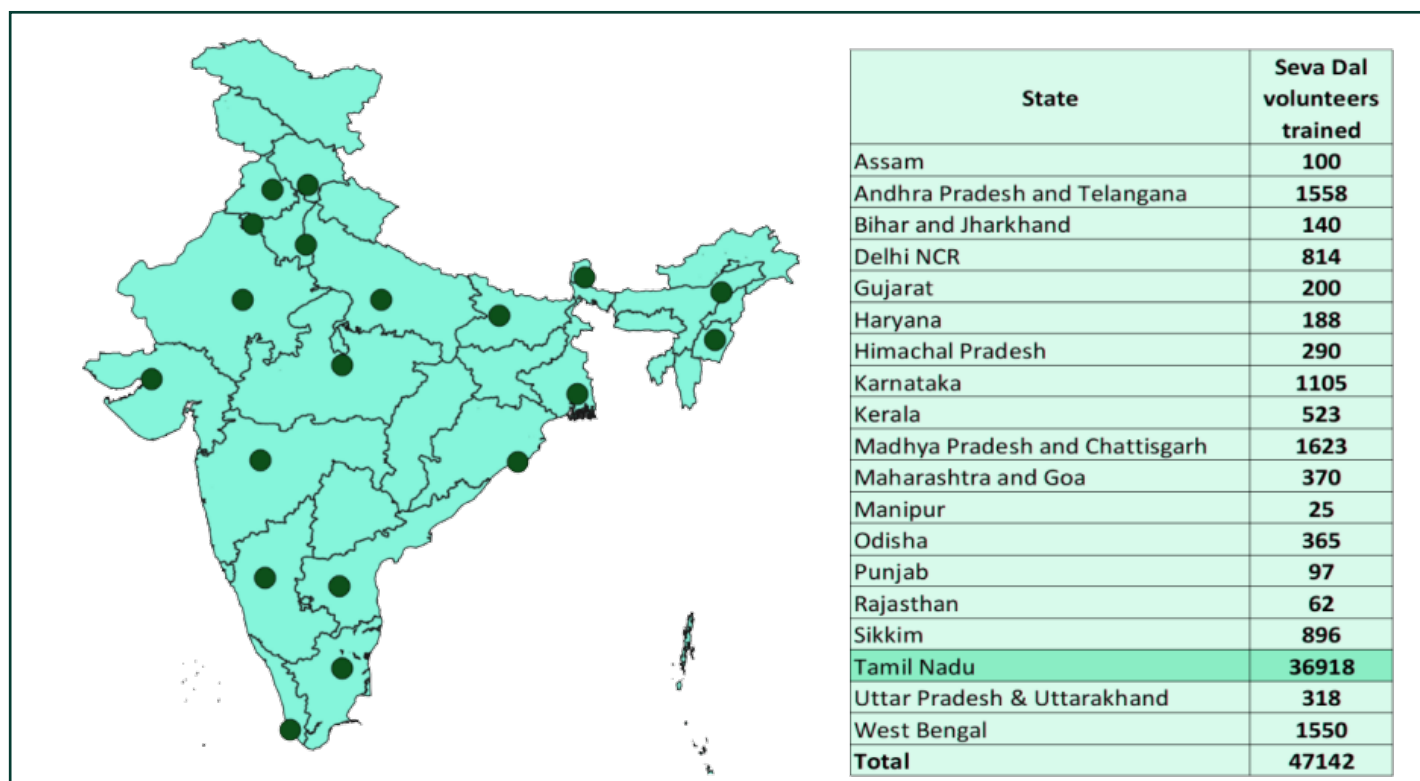 State
Seva Dal
volunteers
trained
Assam 100
Andhra Pradesh and Telangana 1558
Bihar and Jharkhand 140
Delhi NCR 814
Gujarat 200
Haryana 188
Himachal Pradesh 290
Karnataka 1105
Kerala 523
Madhya Pradesh and Chattisgarh 1623
Maharashtra and Goa 370
Manipur 25
Odisha 365
Punjab 97
Rajasthan 62
Sikkim 896
Tamil Nadu 36918
Uttar Pradesh & Uttarakhand 318
West Bengal 1550
Total 47142